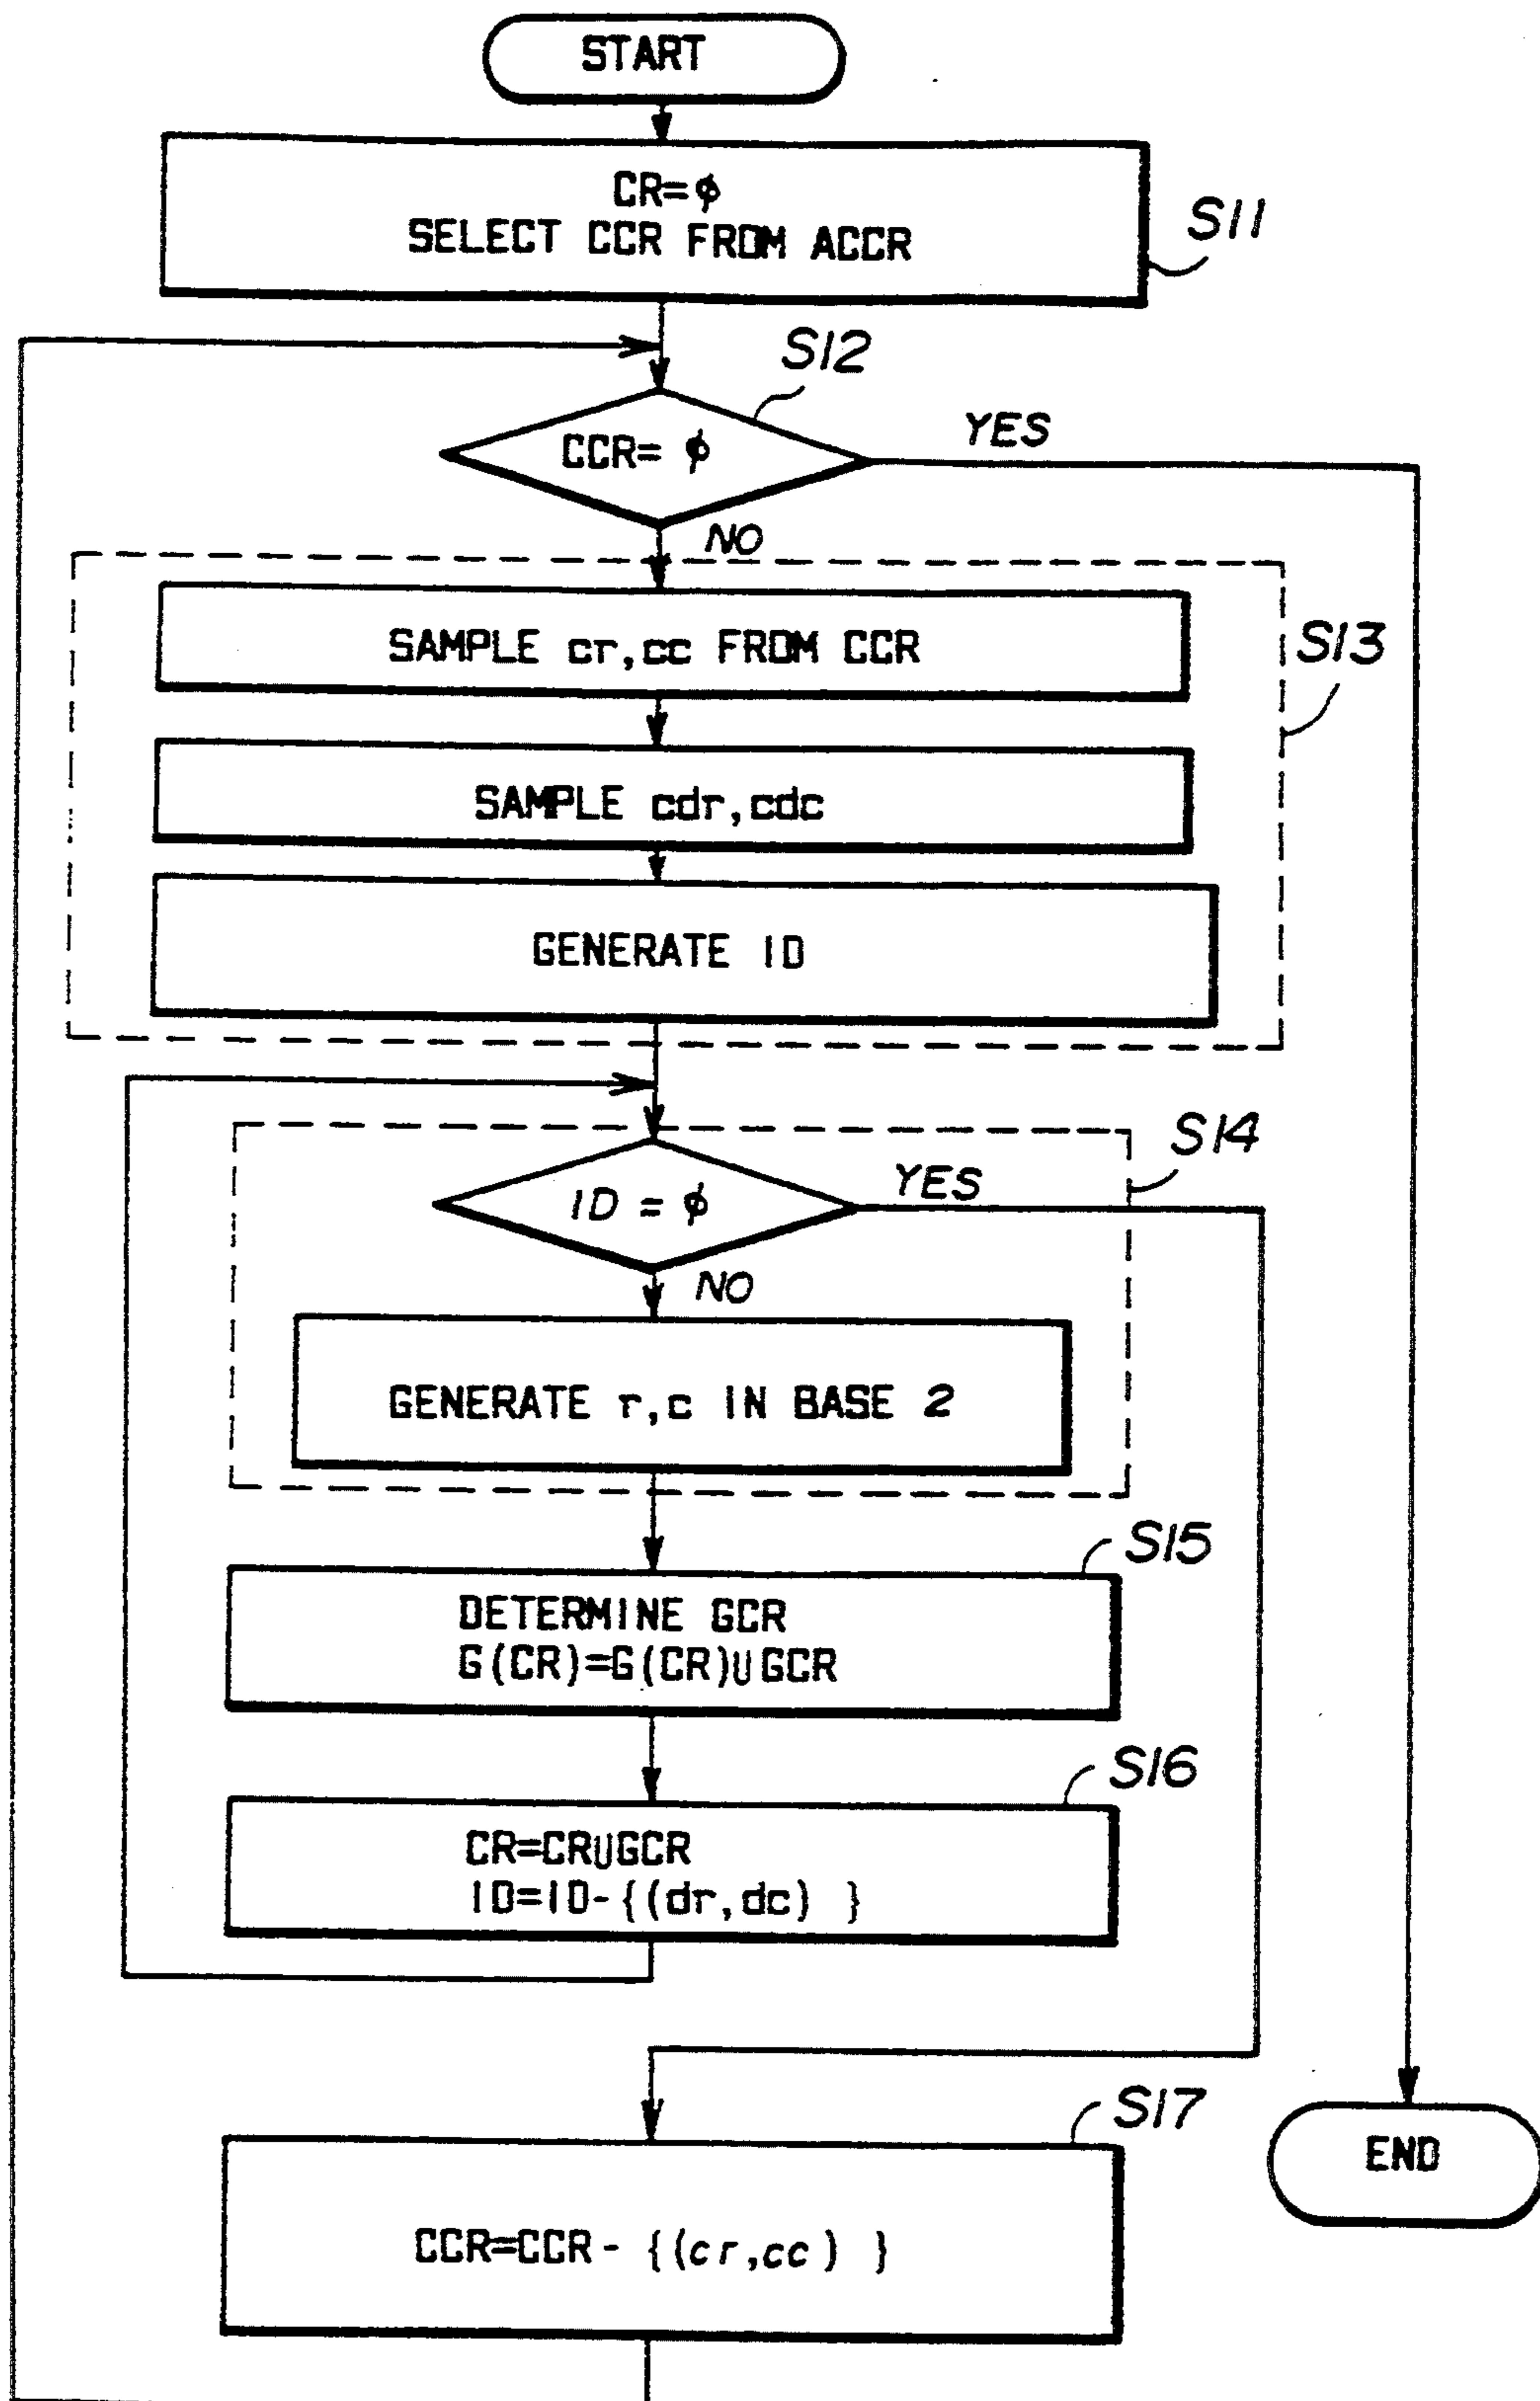 START
CR=ϕ
SELECT CCR FROM ACCR
S11
S12
CCR= ϕ
YES
NO
SAMPLE cr,cc FROM CCR
S13
SAMPLE cdr,cdc
GENERATE ID
S14
ID = ϕ
YES
NO
GENERATE r,c IN BASE 2
S15
DETERMINE GCR
G(CR)=G(CR)∪GCR
S16
CR=CR∪GCR
ID=ID-{(dr,dc) }
S17
END
CCR=CCR- {(cr,cc) }